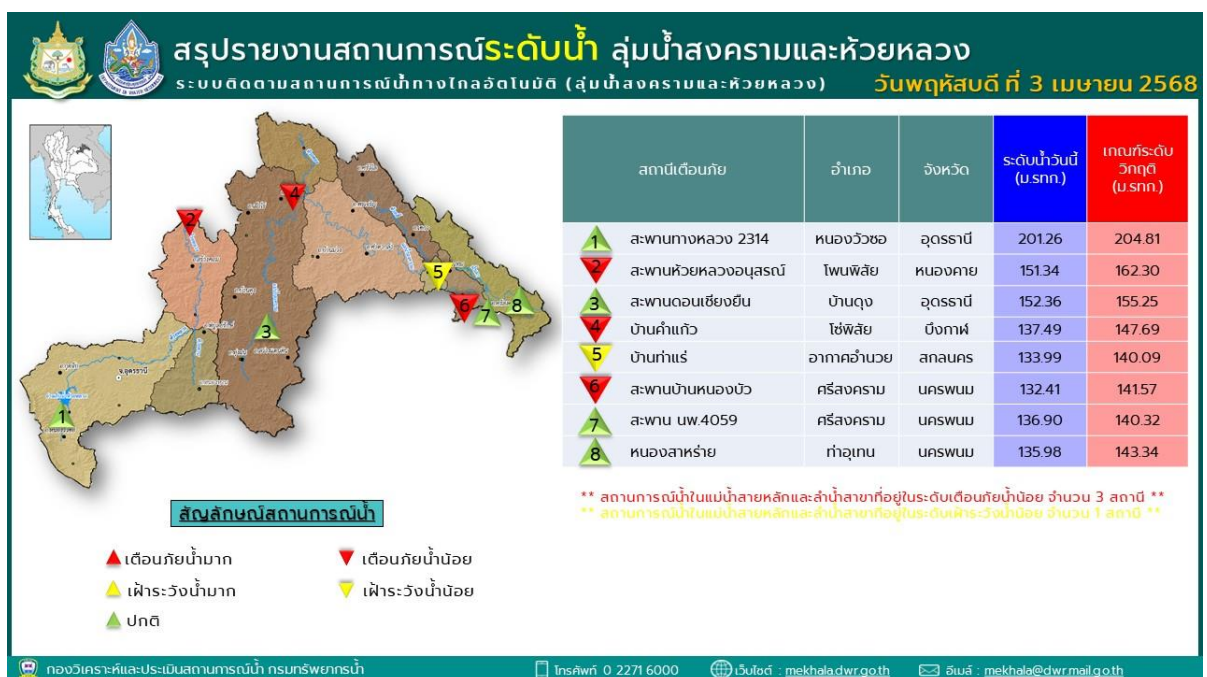 สรุปรายงานสถานการณ์ระดับน้ำ ลุ่มน้ำสงครามและห้วยหลวง
ระบบติดตามสถานการณ์น้ำทางไกลอัตโนมัติ (ลุ่มน้ำสงครามและห้วยหลวง)
วันพฤหัสบดี ที่ 3 เมษายน 2568
สถานีเตือนภัย อำเภอ จังหวัด ระดับน้ำวันนี้ (ม.รทก.) เกณฑ์ระดับวิกฤติ (ม.รทก.)
1 สะพานทางหลวง 2314 หนองวัวซอ อุดรธานี 201.26 204.81
2 สะพานห้วยหลวงอนุสรณ์ โพนพิสัย หนองคาย 151.34 162.30
3 สะพานดอนเชียงยืน บ้านดุง อุดรธานี 152.36 155.25
4 บ้านคำแก้ว โซ่พิสัย บึงกาฬ 137.49 147.69
5 บ้านท่าแร่ อากาศอำนวย สกลนคร 133.99 140.09
6 สะพานบ้านหนองบัว ศรีสงคราม นครพนม 132.41 141.57
7 สะพาน นพ.4059 ศรีสงคราม นครพนม 136.90 140.32
8 หนองสาหร่าย ท่าอุเทน นครพนม 135.98 143.34
** สถานการณ์น้ำในแม่น้ำสายหลักและลำน้ำสาขาที่อยู่ในระดับเตือนภัยน้ำน้อย จำนวน 3 สถานี **
** สถานการณ์น้ำในแม่น้ำสายหลักและลำน้ำสาขาที่อยู่ในระดับเฝ้าระวังน้ำน้อย จำนวน 1 สถานี **
2
4
5
6
7
8
3
จ.อุดรธานี
1
สัญลักษณ์สถานการณ์น้ำ
เตือนภัยน้ำมาก
เตือนภัยน้ำน้อย
เฝ้าระวังน้ำมาก
เฝ้าระวังน้ำน้อย
ปกติ
กองวิเคราะห์และประเมินสถานการณ์น้ำ กรมทรัพยากรน้ำ
โทรศัพท์ 0 2271 6000
เว็บไซต์ : mekhala.dwr.go.th
อีเมล์ : mekhala@dwr.mail.go.th